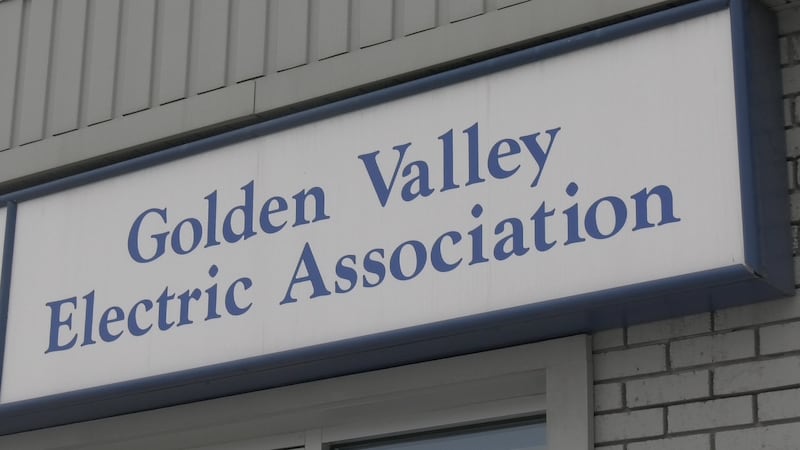 Golden Valley
Electric Association